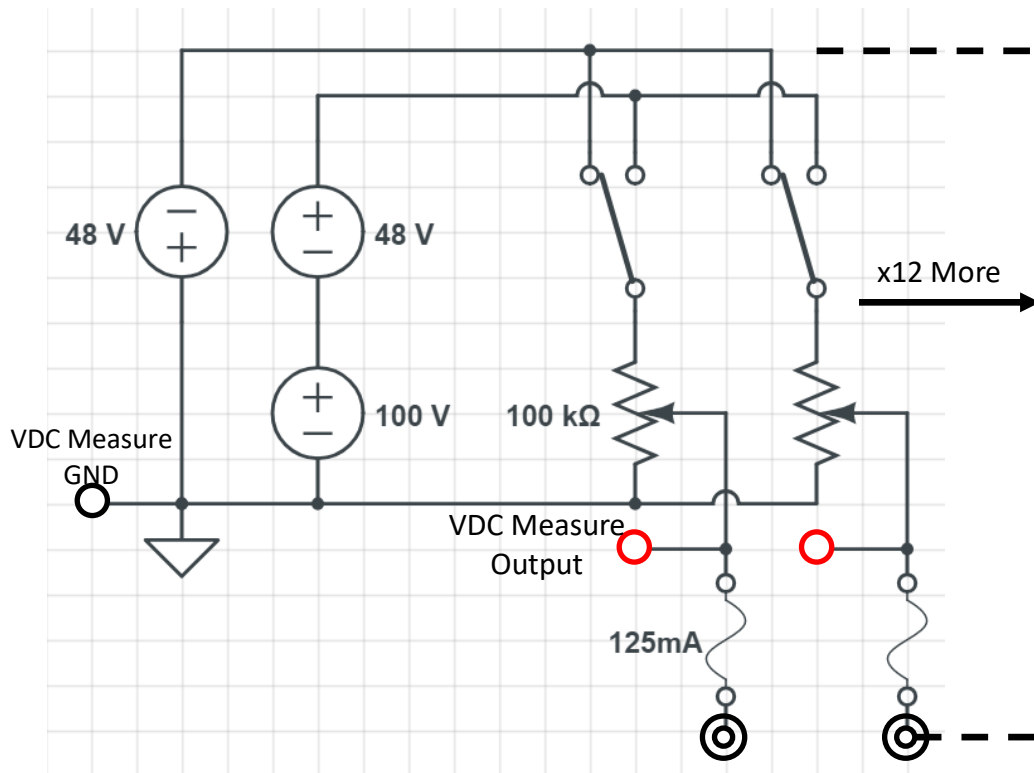 48 V
48 V
x12 More
100 V
100 kΩ
VDC Measure
GND
VDC Measure
Output
125mA